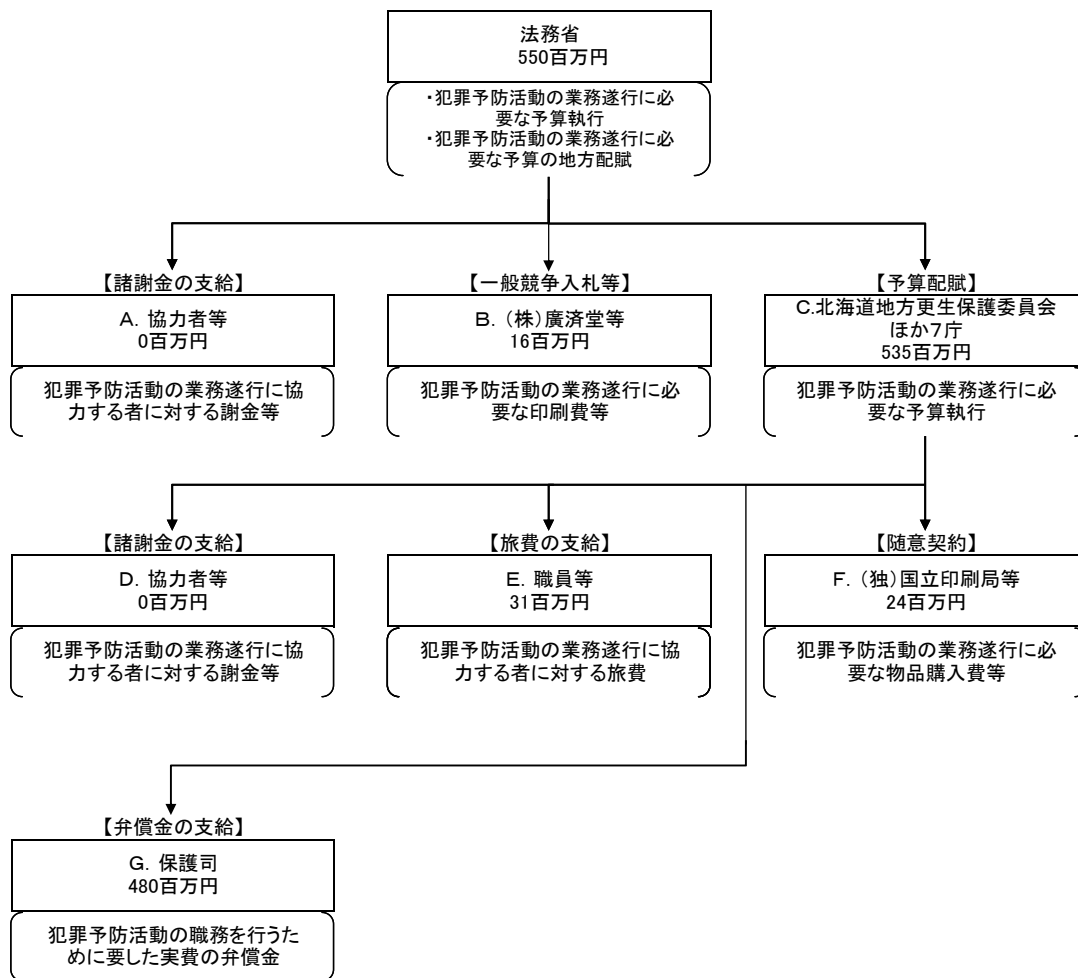 法務省
550百万円
・犯罪予防活動の業務遂行に必
要な予算執行
・犯罪予防活動の業務遂行に必
要な予算の地方配賦
【諸謝金の支給】
A．協力者等
0百万円
犯罪予防活動の業務遂行に協
力する者に対する謝金等
【一般競争入札等】
B．（株）廣済堂等
16百万円
犯罪予防活動の業務遂行に必
要な印刷費等
【予算配賦】
C.北海道地方更生保護委員会
ほか7庁
535百万円
犯罪予防活動の業務遂行に必
要な予算執行
【諸謝金の支給】
D．協力者等
0百万円
犯罪予防活動の業務遂行に協
力する者に対する謝金等
【旅費の支給】
E．職員等
31百万円
犯罪予防活動の業務遂行に協
力する者に対する旅費
【随意契約】
F．（独）国立印刷局等
24百万円
犯罪予防活動の業務遂行に必
要な物品購入費等
【弁償金の支給】
G．保護司
480百万円
犯罪予防活動の職務を行うた
めに要した実費の弁償金